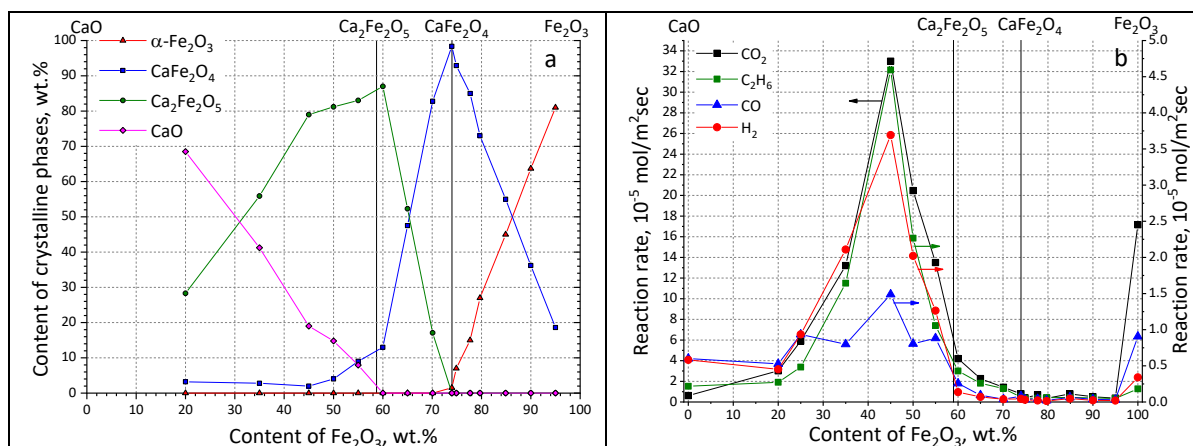 CaO
Ca₂Fe₂O₅
CaFe₂O₄
Fe₂O₃
a
α-Fe₂O₃
CaFe₂O₄
Ca₂Fe₂O₅
CaO
Content of crystalline phases, wt.%
100
90
80
70
60
50
40
30
20
10
0
0 10 20 30 40 50 60 70 80 90 100
Content of Fe₂O₃, wt.%
CaO
Ca₂Fe₂O₅
CaFe₂O₄
Fe₂O₃
b
CO₂
C₂H₆
CO
H₂
Reaction rate, 10⁻⁵ mol/m²sec
34
32
30
28
26
24
22
20
18
16
14
12
10
8
6
4
2
0
5.0
4.5
4.0
3.5
3.0
2.5
2.0
1.5
1.0
0.5
0.0
Reaction rate, 10⁻⁵ mol/m²sec
0 10 20 30 40 50 60 70 80 90 100
Content of Fe₂O₃, wt.%